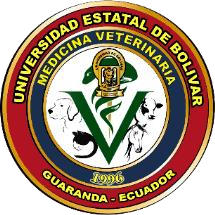 UNIVERSIDAD ESTATAL DE BOLIVAR
MEDICINA VETERINARIA
V
1996
GUARANDA - ECUADOR